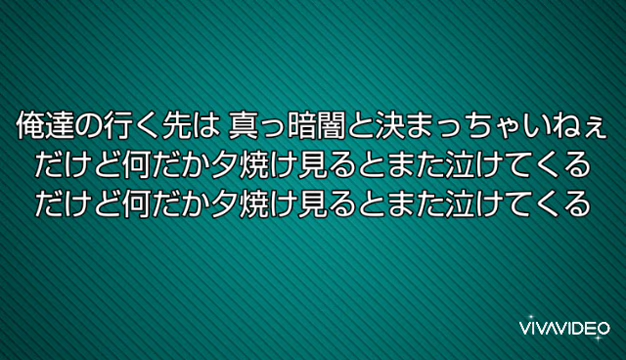 俺達の行く先は 真っ暗闇と決まっちゃいねぇ
だけど何だか夕焼け見るとまた泣けてくる
だけど何だか夕焼け見るとまた泣けてくる
VIVAVIDEO